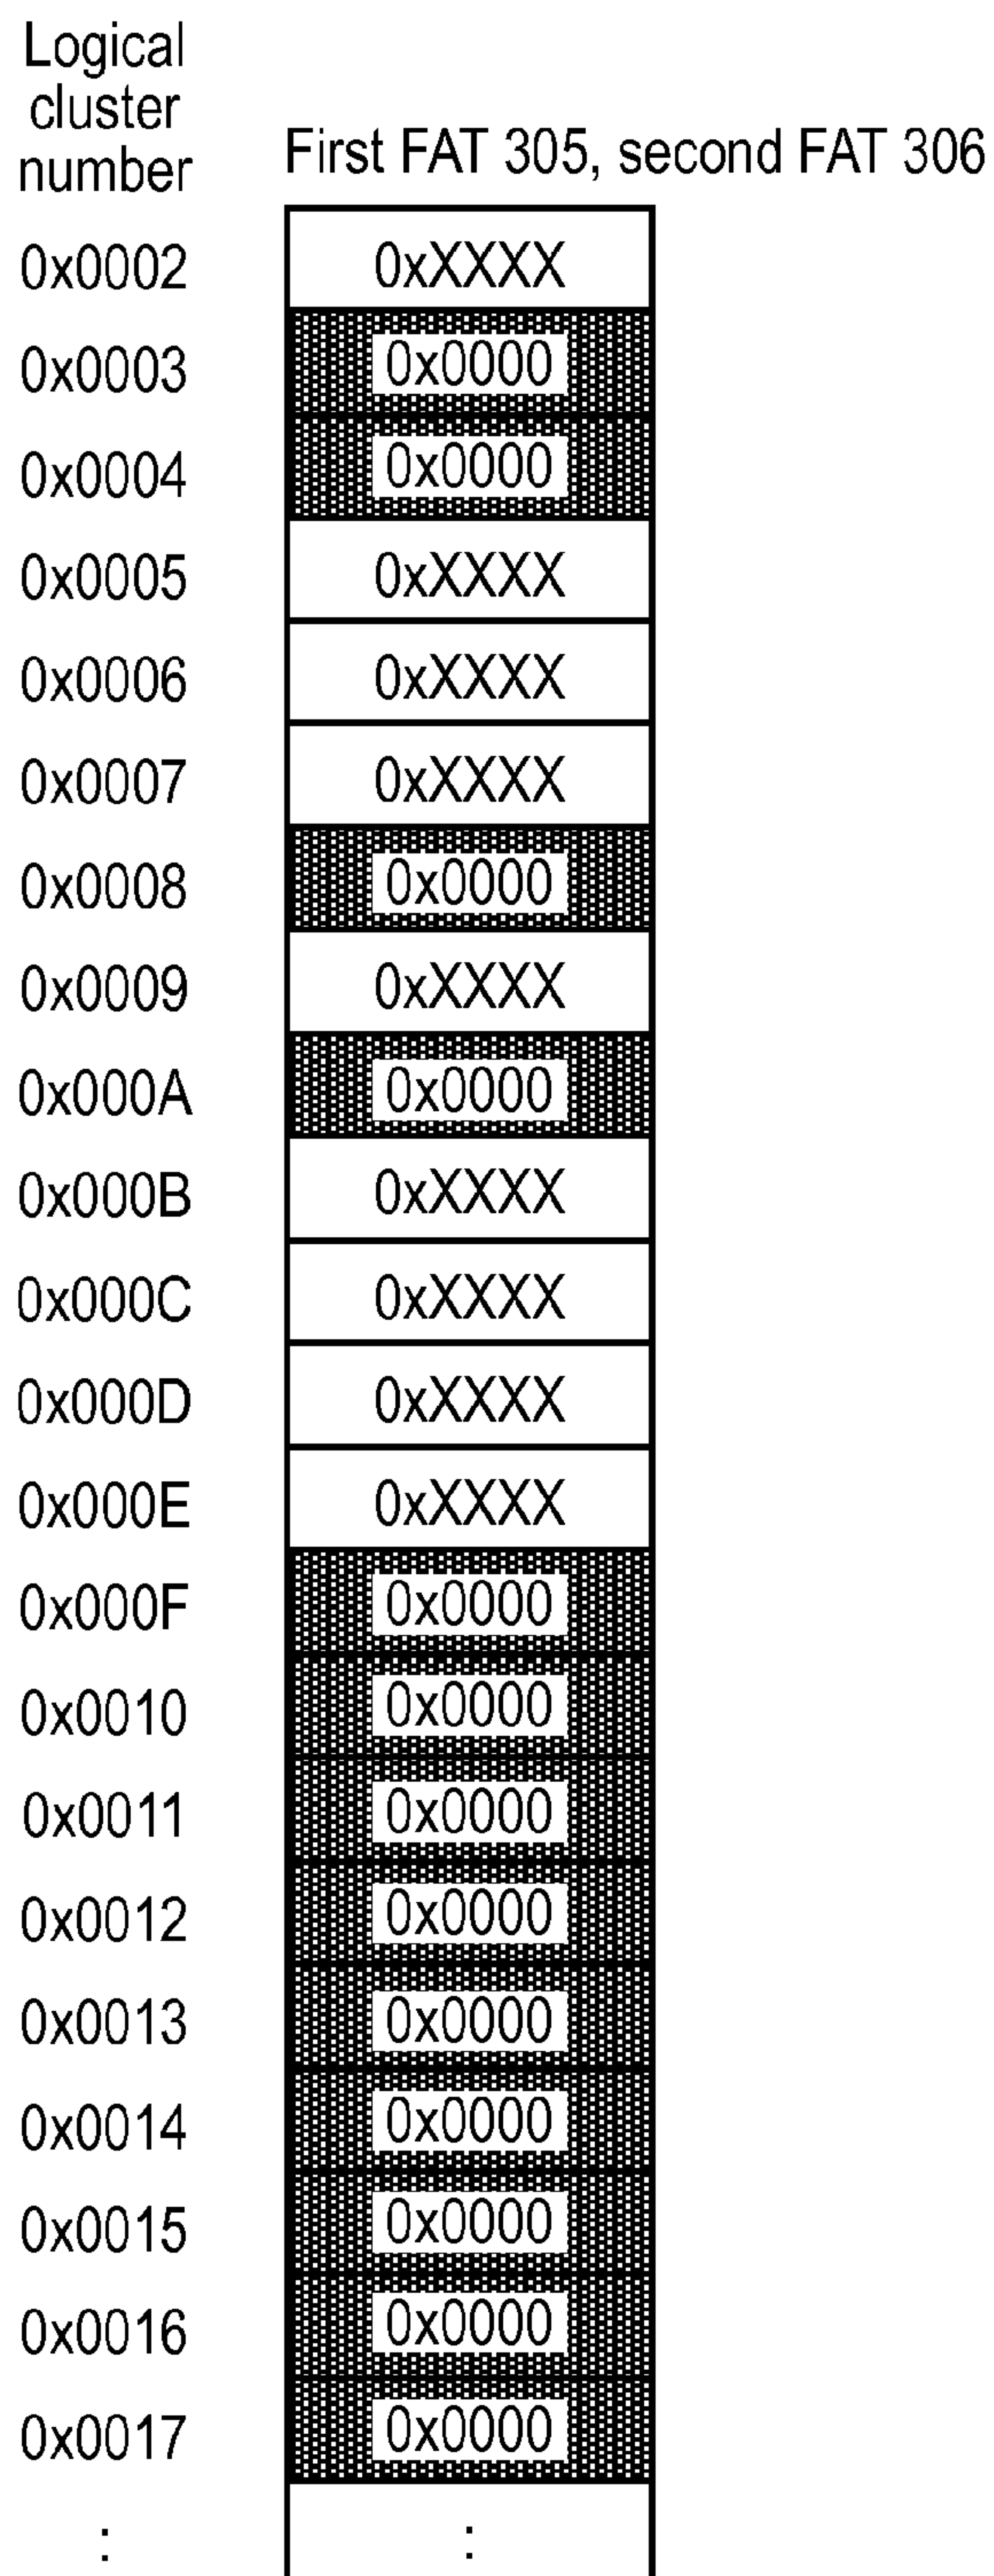 Logical
cluster
number
First FAT 305, second FAT 306
0x0002 0xXXXX
0x0003 0x0000
0x0004 0x0000
0x0005 0xXXXX
0x0006 0xXXXX
0x0007 0xXXXX
0x0008 0x0000
0x0009 0xXXXX
0x000A 0x0000
0x000B 0xXXXX
0x000C 0xXXXX
0x000D 0xXXXX
0x000E 0xXXXX
0x000F 0x0000
0x0010 0x0000
0x0011 0x0000
0x0012 0x0000
0x0013 0x0000
0x0014 0x0000
0x0015 0x0000
0x0016 0x0000
0x0017 0x0000
: :